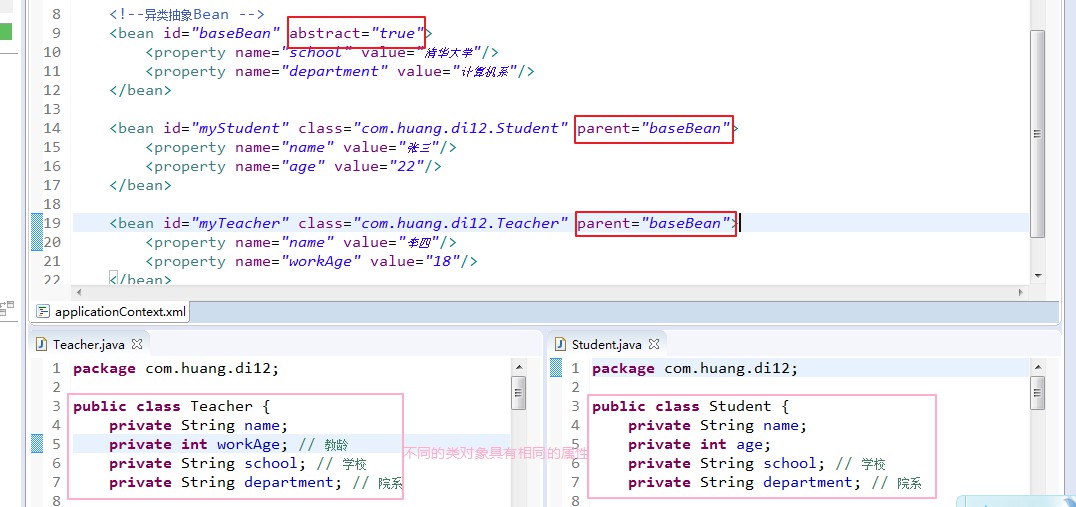 8 <!--异类抽象Bean -->
9 <bean id="baseBean" abstract="true">
10 <property name="school" value="清华大学"/>
11 <property name="department" value="计算机系"/>
12 </bean>
13
14 <bean id="myStudent" class="com.huang.di12.Student" parent="baseBean">
15 <property name="name" value="张三"/>
16 <property name="age" value="22"/>
17 </bean>
18
19 <bean id="myTeacher" class="com.huang.di12.Teacher" parent="baseBean">
20 <property name="name" value="李四"/>
21 <property name="workAge" value="18"/>
22 </bean>
applicationContext.xml
Teacher.java
1 package com.huang.di12;
2
3 public class Teacher {
4 private String name;
5 private int workAge; // 教龄
6 private String school; // 学校
7 private String department; // 院系
8
不同的类对象具有相同的属性
Student.java
1 package com.huang.di12;
2
3 public class Student {
4 private String name;
5 private int age;
6 private String school; // 学校
7 private String department; // 院系
8